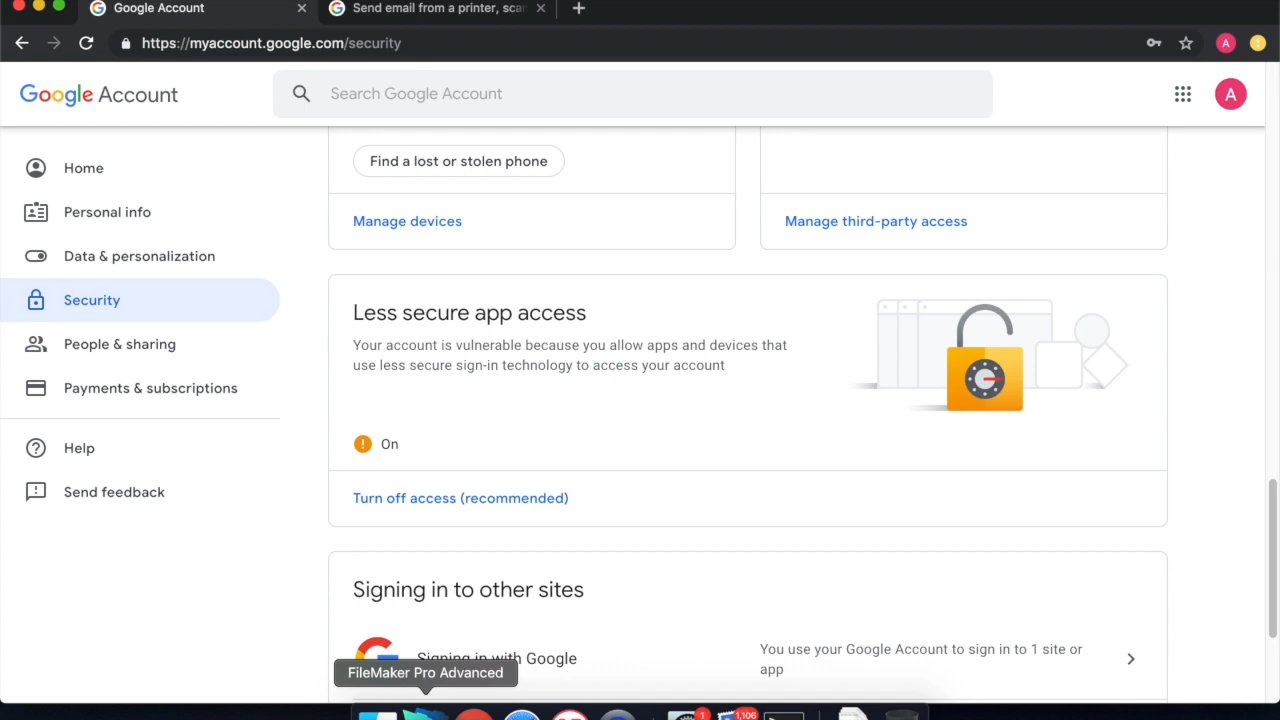 Google Account
Send email from a printer, scan
https://myaccount.google.com/security
A
Google Account
Search Google Account
A
Home
Personal info
Data & personalization
Security
People & sharing
Payments & subscriptions
Help
Send feedback
Find a lost or stolen phone
Manage devices
Manage third-party access
Less secure app access
Your account is vulnerable because you allow apps and devices that
use less secure sign-in technology to access your account
On
Turn off access (recommended)
Signing in to other sites
Signing in with Google
You use your Google Account to sign in to 1 site or
app
FileMaker Pro Advanced
1
1,106